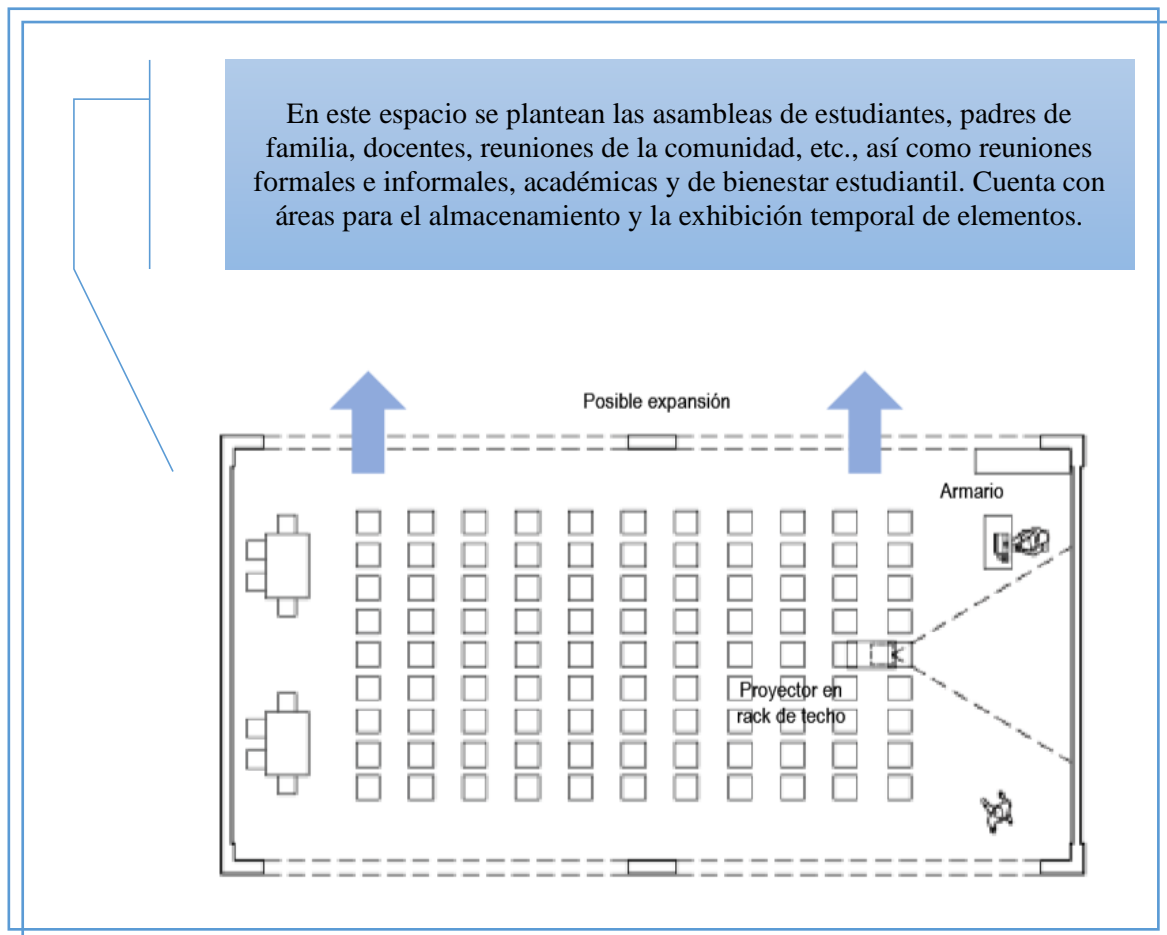 En este espacio se plantean las asambleas de estudiantes, padres de
familia, docentes, reuniones de la comunidad, etc., así como reuniones
formales e informales, académicas y de bienestar estudiantil. Cuenta con
áreas para el almacenamiento y la exhibición temporal de elementos.
Posible expansión
Armario
Proyector en
rack de techo